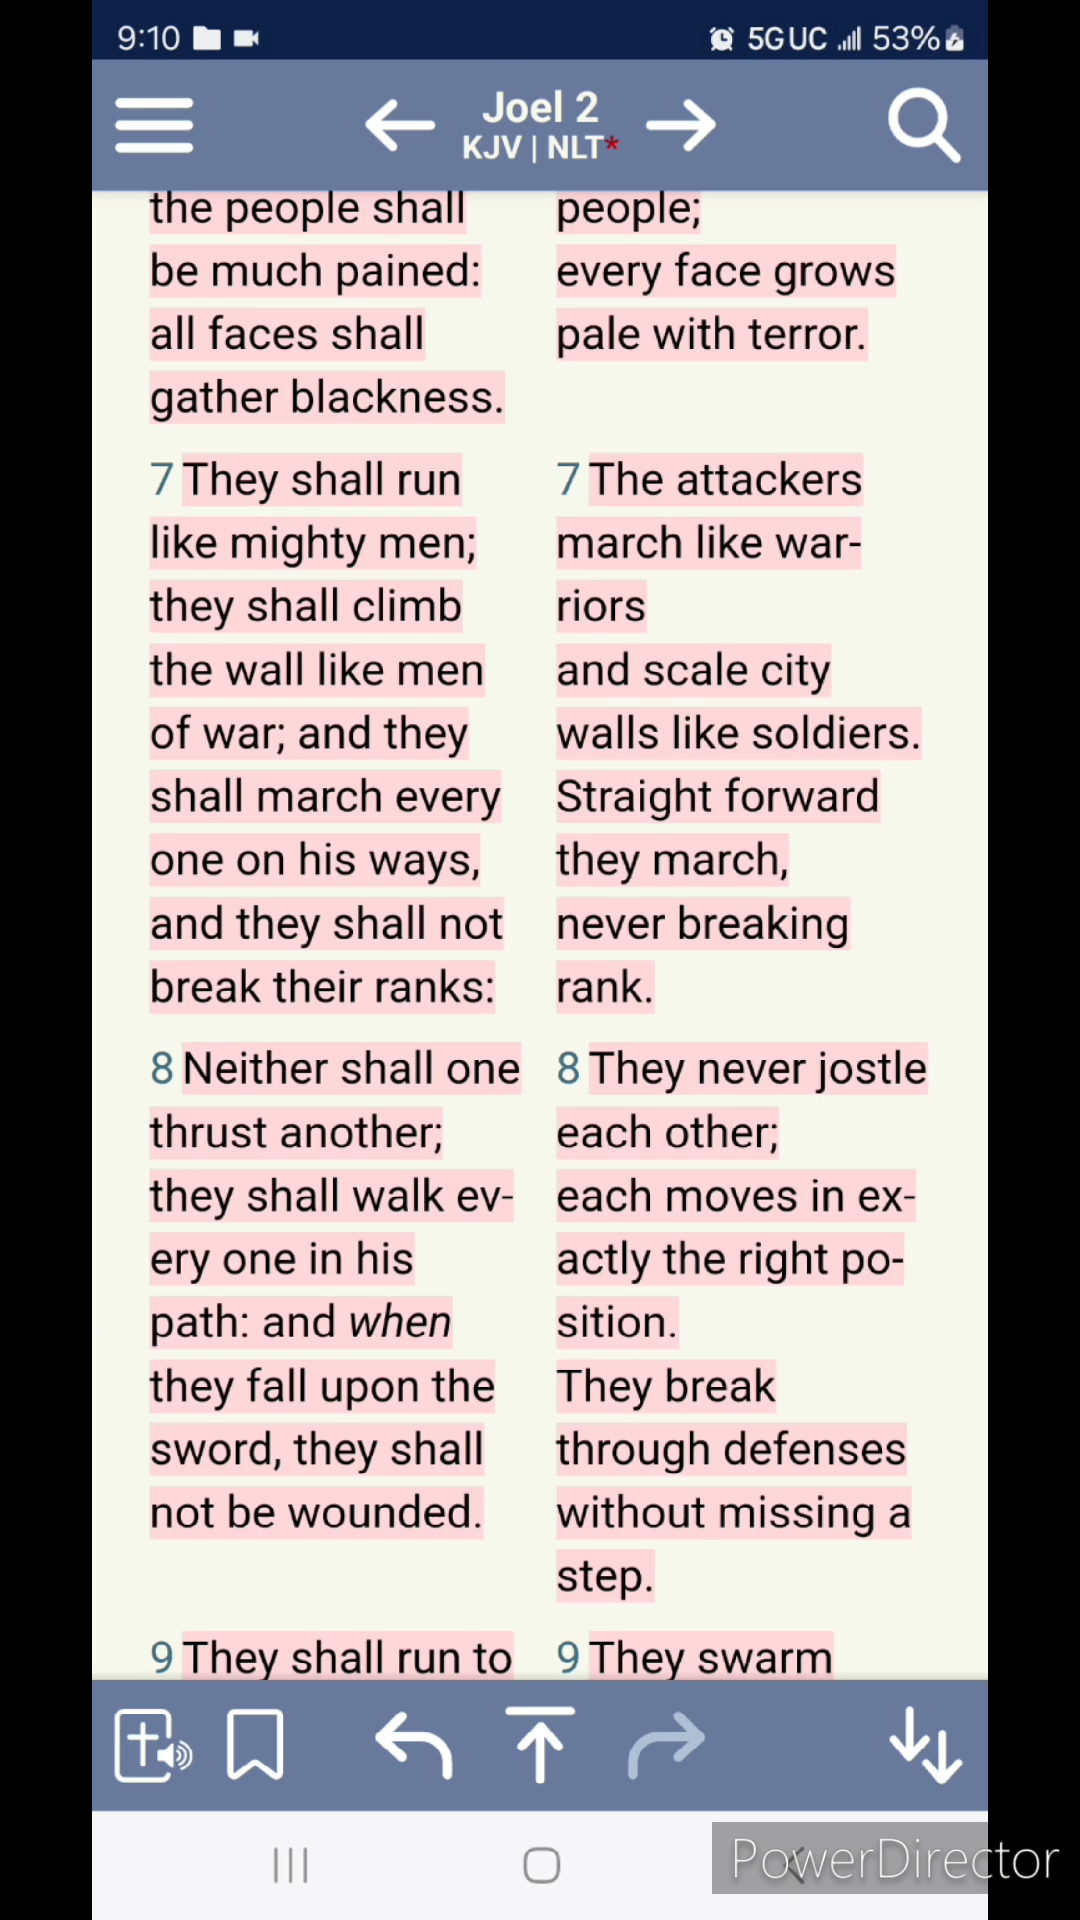 9:10
5G UC 53%
Joel 2
KJV | NLT*
the people shall
be much pained:
all faces shall
gather blackness.
7 They shall run
like mighty men;
they shall climb
the wall like men
of war; and they
shall march every
one on his ways,
and they shall not
break their ranks:
8 Neither shall one
thrust another;
they shall walk ev-
ery one in his
path: and when
they fall upon the
sword, they shall
not be wounded.
9 They shall run to
people;
every face grows
pale with terror.
7 The attackers
march like war-
riors
and scale city
walls like soldiers.
Straight forward
they march,
never breaking
rank.
8 They never jostle
each other;
each moves in ex-
actly the right po-
sition.
They break
through defenses
without missing a
step.
9 They swarm
PowerDirector